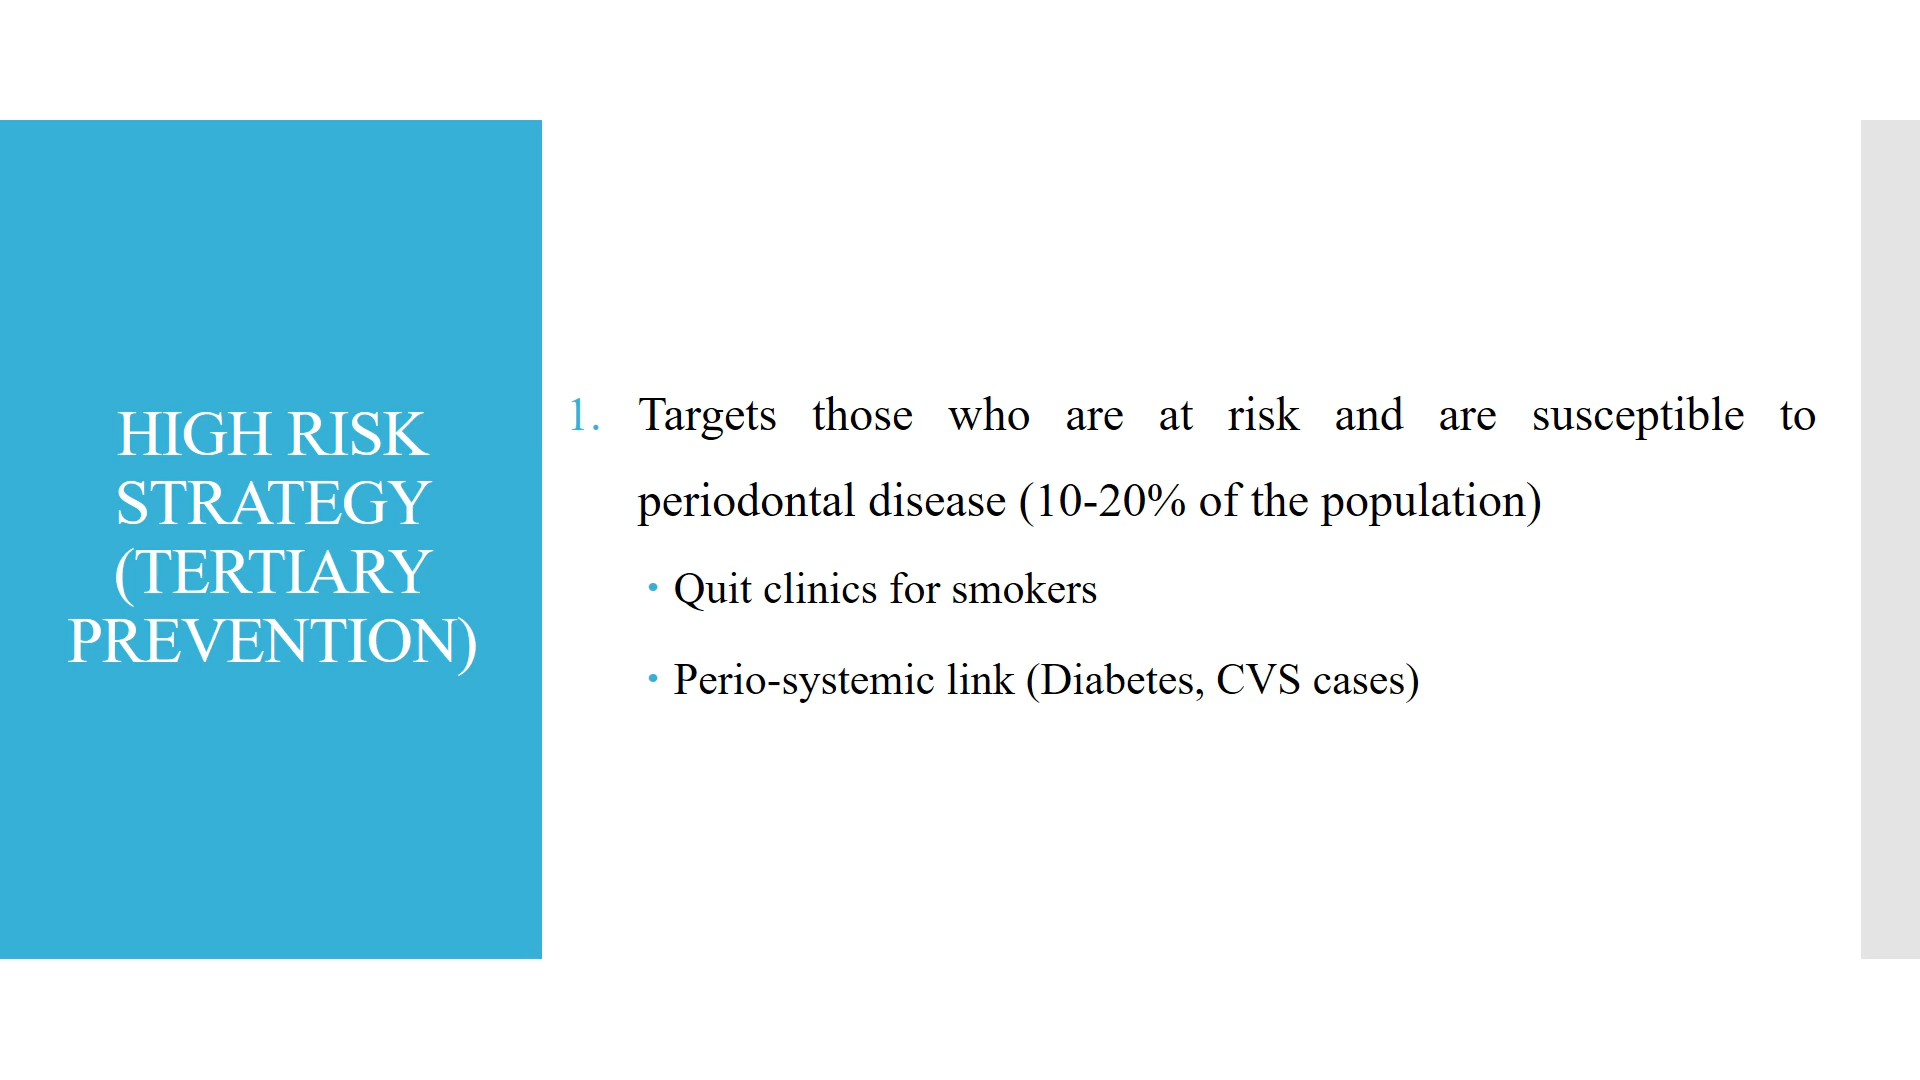 HIGH RISK
STRATEGY
(TERTIARY
PREVENTION)
1. Targets those who are at risk and are susceptible to
periodontal disease (10-20% of the population)
• Quit clinics for smokers
• Perio-systemic link (Diabetes, CVS cases)